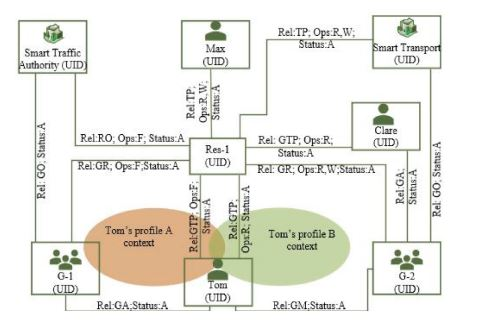 Smart Traffic
Authority (UID)
Max
(UID)
Rel:TP; Ops:R,W;
Status:A
Smart Transport
(UID)
Rel:TP;
Ops:R,W;
Status:A
Rel:RO; Ops:F; Status:A
Res-1
(UID)
Rel: GTP; Ops:R;
Status:A
Clare
(UID)
Rel: GO; Status:A
Rel:GR; Ops:F;Status:A
Rel: GR; Ops:R,W;Status:A
Rel:GA;
Status:A
Rel: GO; Status:A
Rel:GTP; Ops:F;
Status:A
Rel:GTP;
Ops:R; Status:A
Tom's profile A
context
Tom's profile B
context
G-1
(UID)
Tom
(UID)
G-2
(UID)
Rel:GA;Status:A
Rel:GM;Status:A